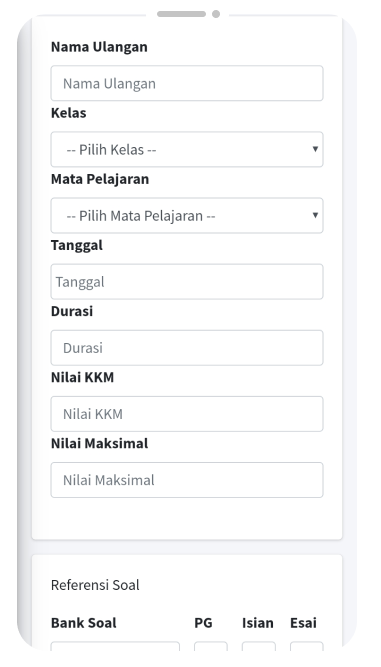 Nama Ulangan
Nama Ulangan
Kelas
-- Pilih Kelas --
Mata Pelajaran
-- Pilih Mata Pelajaran --
Tanggal
Tanggal
Durasi
Durasi
Nilai KKM
Nilai KKM
Nilai Maksimal
Nilai Maksimal
Referensi Soal
Bank Soal PG Isian Esai